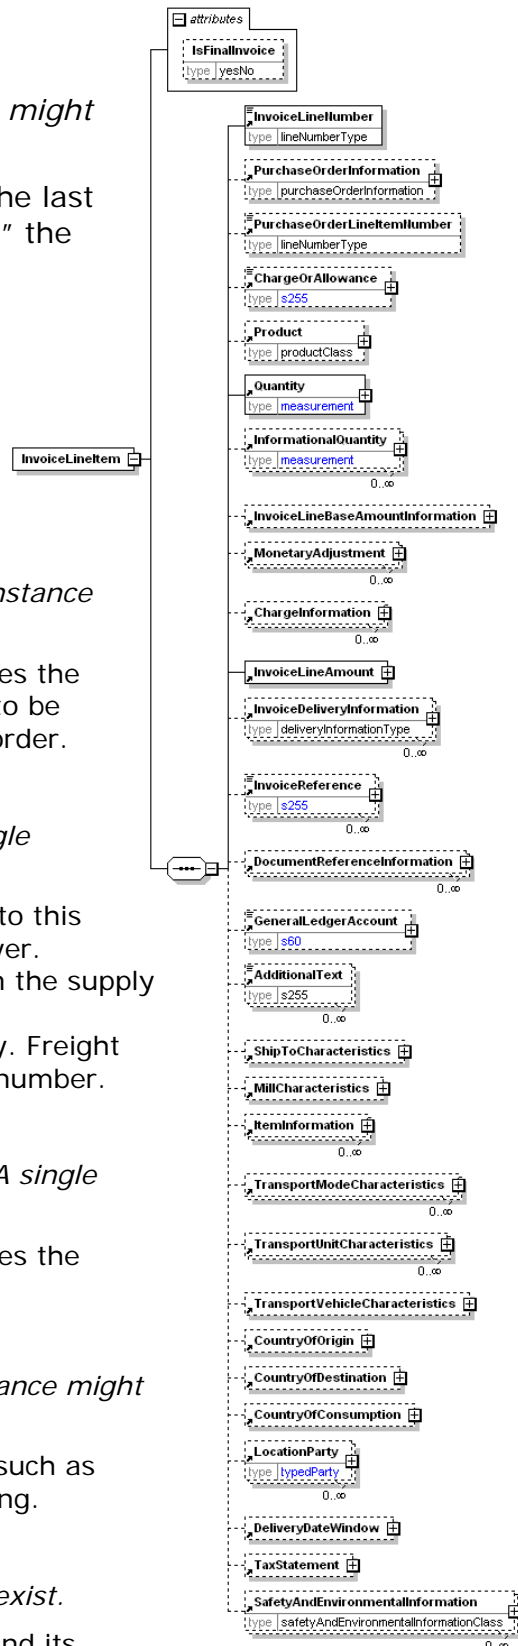 attributes
IsFinalInvoice
type yesNo
might
InvoiceLineNumber
type lineNumberType
he last
" the
PurchaseOrderInformation
type purchaseOrderInformation
PurchaseOrderLineItemNumber
type lineNumberType
ChargeOrAllowance
type s255
Product
type productClass
Quantity
type measurement
InformationalQuantity
type measurement
0..∞
InvoiceLineItem
InvoiceLineBaseAmountInformation
MonetaryAdjustment
0..∞
nstance
ChargeInformation
0..∞
es the
to be
order.
InvoiceLineAmount
InvoiceDeliveryInformation
type deliveryInformationType
0..∞
InvoiceReference
type s255
0..∞
gle
DocumentReferenceInformation
0..∞
to this
ver.
n the supply
GeneralLedgerAccount
type s60
AdditionalText
type s255
0..∞
y. Freight
number.
ShipToCharacteristics
MillCharacteristics
ItemInformation
0..∞
A single
TransportModeCharacteristics
0..∞
es the
TransportUnitCharacteristics
0..∞
TransportVehicleCharacteristics
CountryOfOrigin
ance might
CountryOfDestination
CountryOfConsumption
such as
ng.
LocationParty
type typedParty
0..∞
DeliveryDateWindow
TaxStatement
exist.
SafetyAndEnvironmentalInformation
type safetyAndEnvironmentalInformationClass
0..∞
nd its